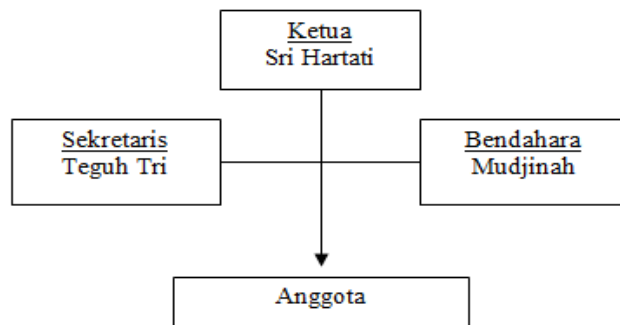 Ketua
Sri Hartati
Sekretaris
Teguh Tri
Bendahara
Mudjinah
Anggota